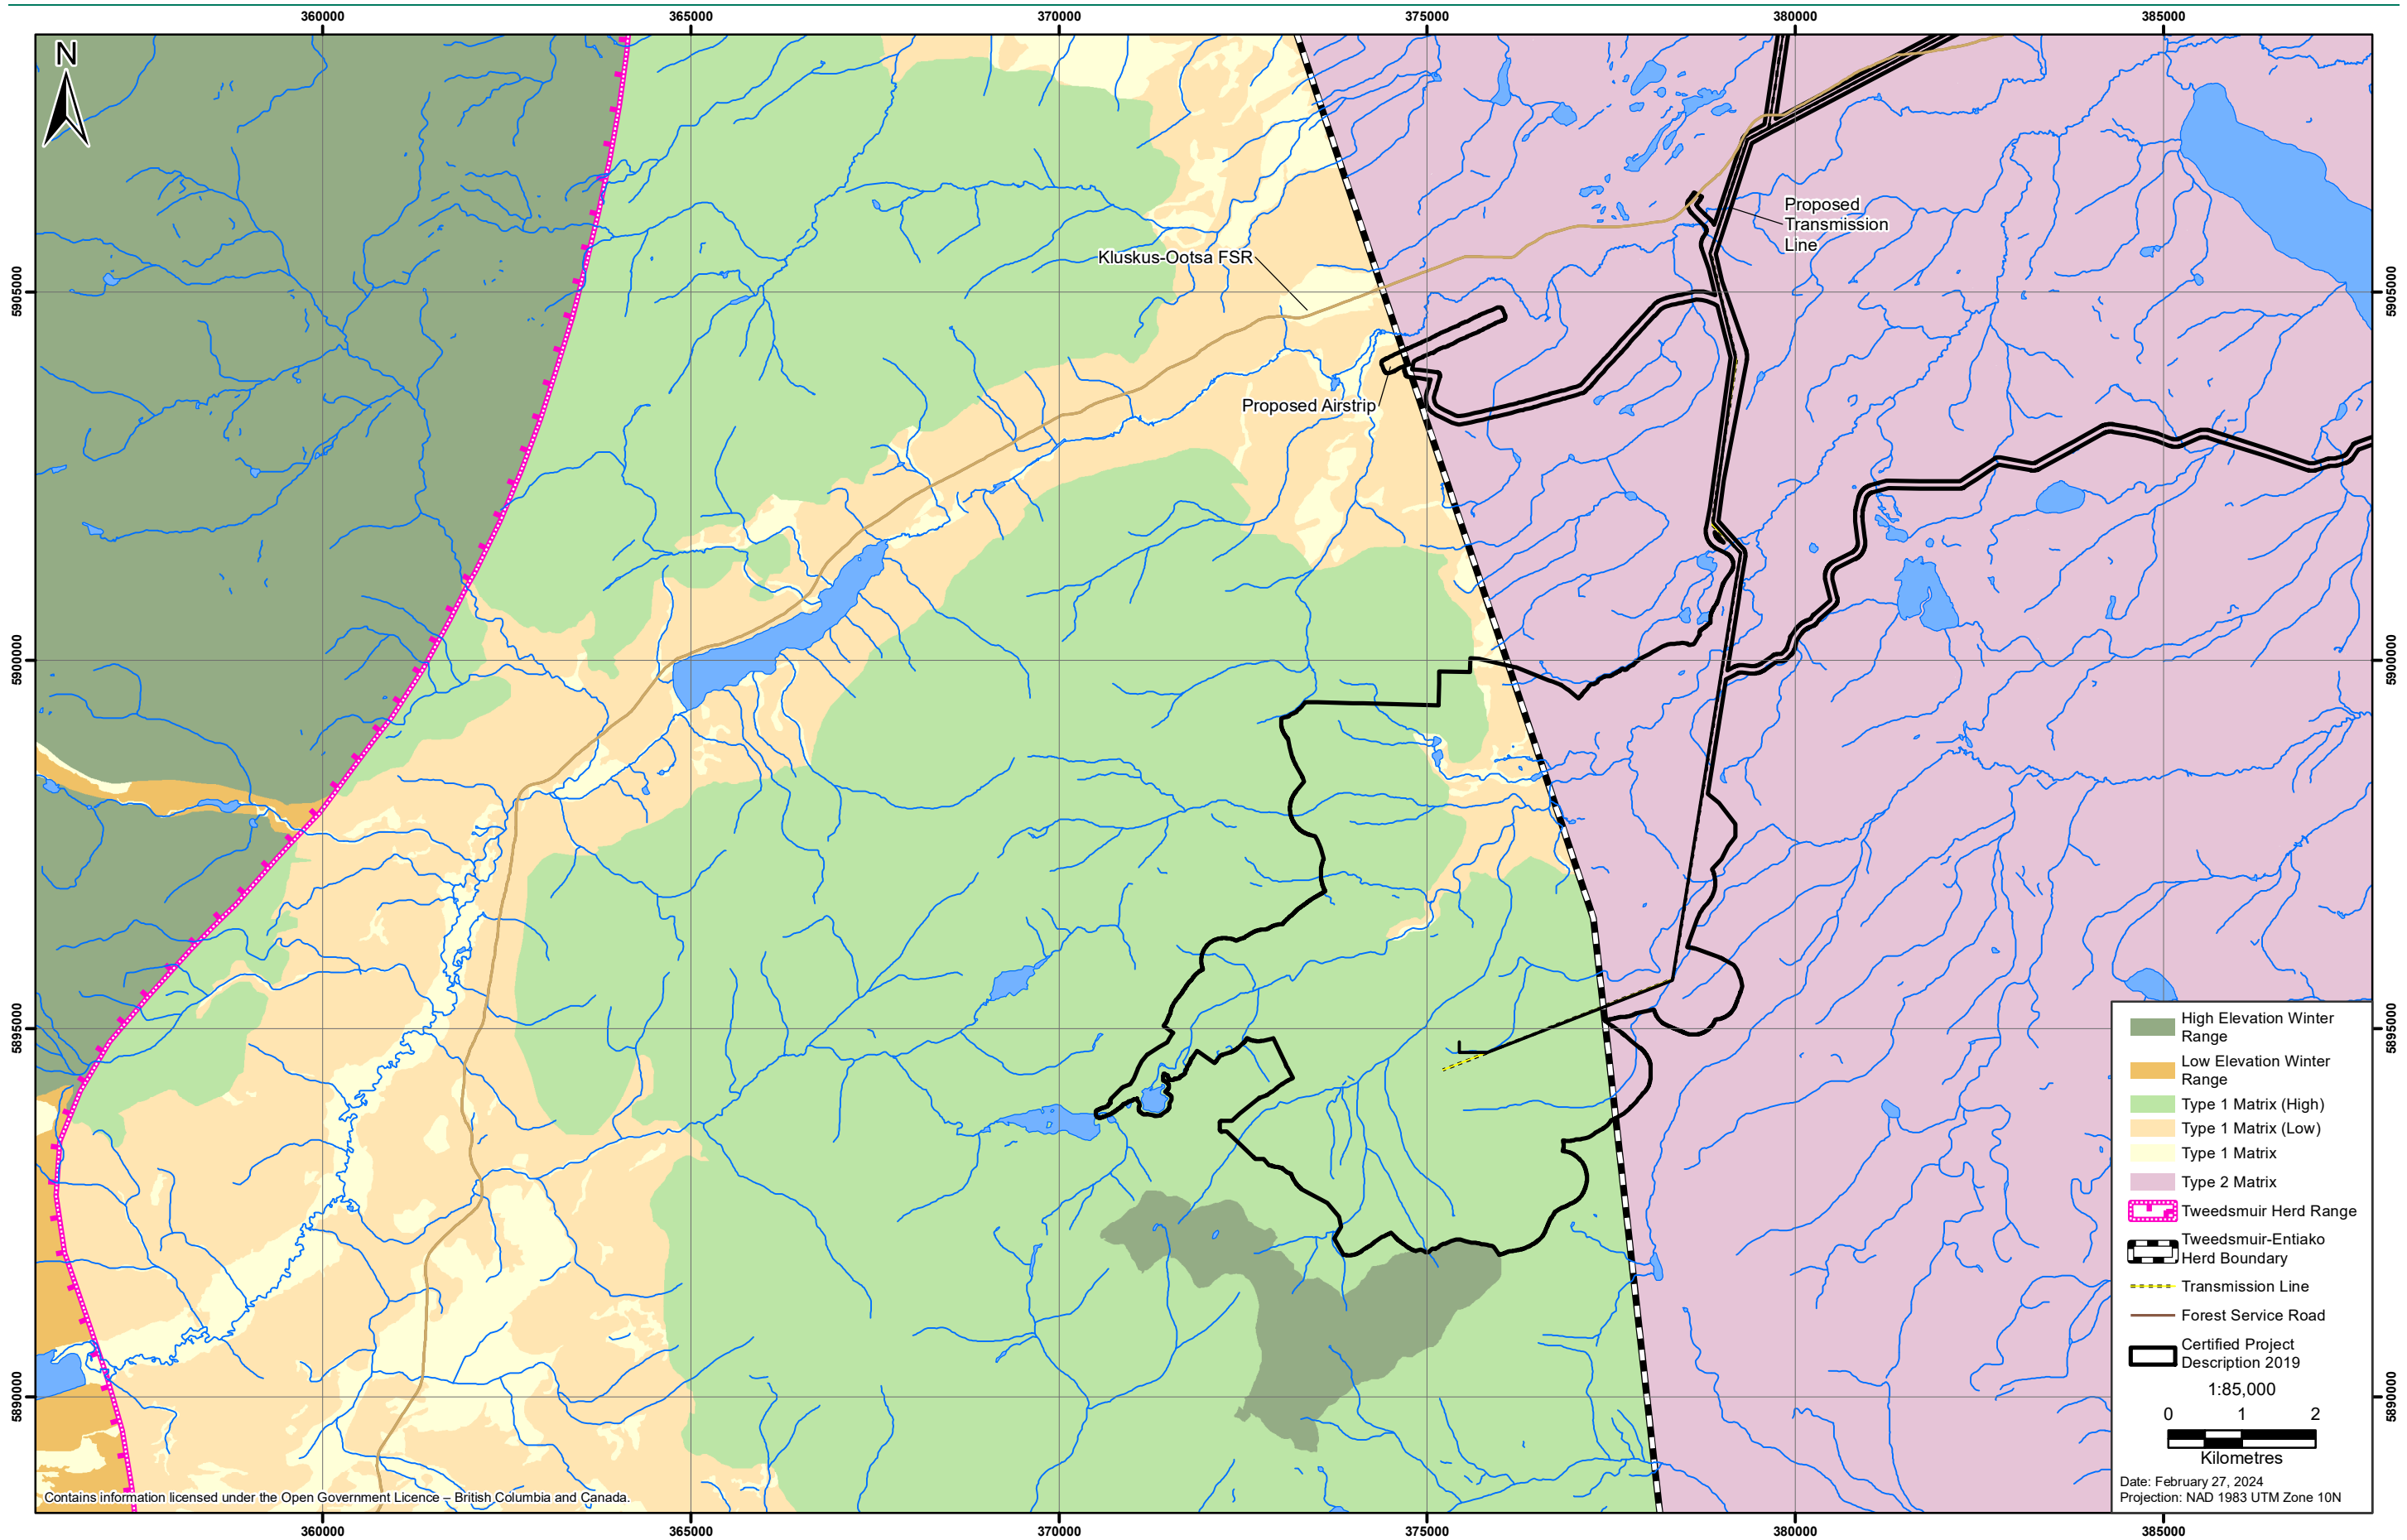 360000
365000
370000
375000
380000
385000
N
Proposed
Transmission
Line
Kluskus-Ootsa FSR
5905000
5905000
Proposed Airstrip
5900000
5900000
5895000
5895000
5890000
5890000
High Elevation Winter
Range
Low Elevation Winter
Range
Type 1 Matrix (High)
Type 1 Matrix (Low)
Type 1 Matrix
Type 2 Matrix
Tweedsmuir Herd Range
Tweedsmuir-Entiako
Herd Boundary
Transmission Line
Forest Service Road
Certified Project
Description 2019
1:85,000
0 1 2
Kilometres
Date: February 27, 2024
Projection: NAD 1983 UTM Zone 10N
Contains information licensed under the Open Government Licence – British Columbia and Canada.
360000
365000
370000
375000
380000
385000